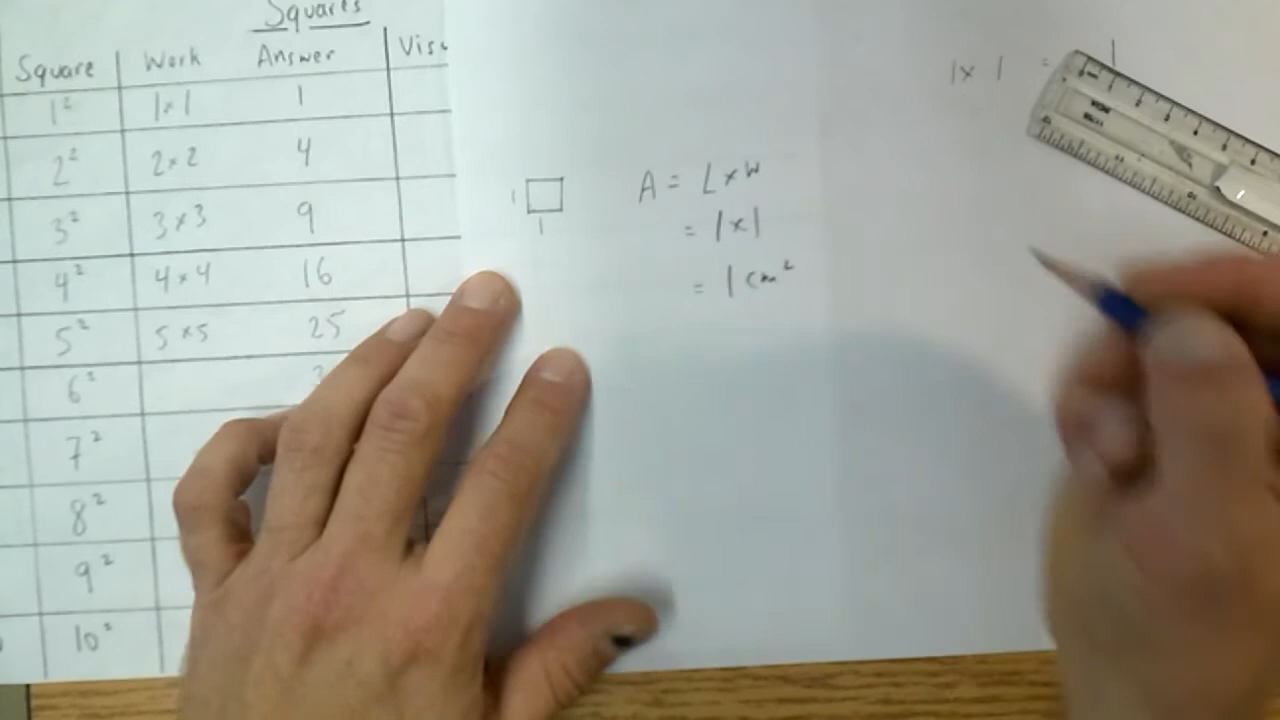 Squares
Square Work Answer
1² 1×1 1
2² 2×2 4
3² 3×3 9
4² 4×4 16
5² 5×5 25
6²
7²
8²
9²
10²
1
1
A = L×W
= 1×1
= 1 cm²
1×1 = 1